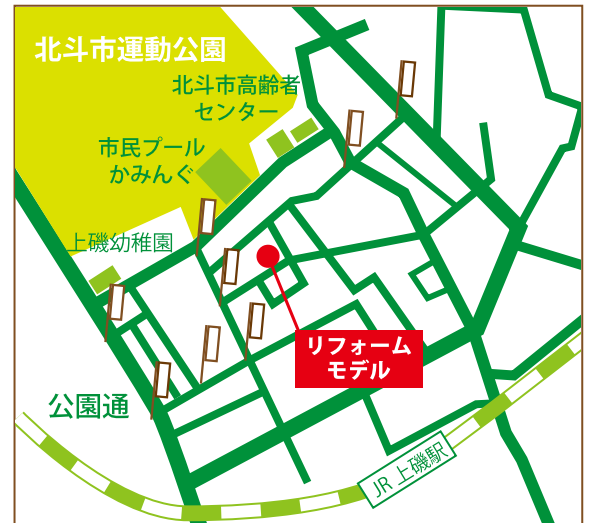 北斗市運動公園
北斗市高齢者
センター
市民プール
かみんぐ
上磯幼稚園
リフォーム
モデル
公園通
JR 上磯駅